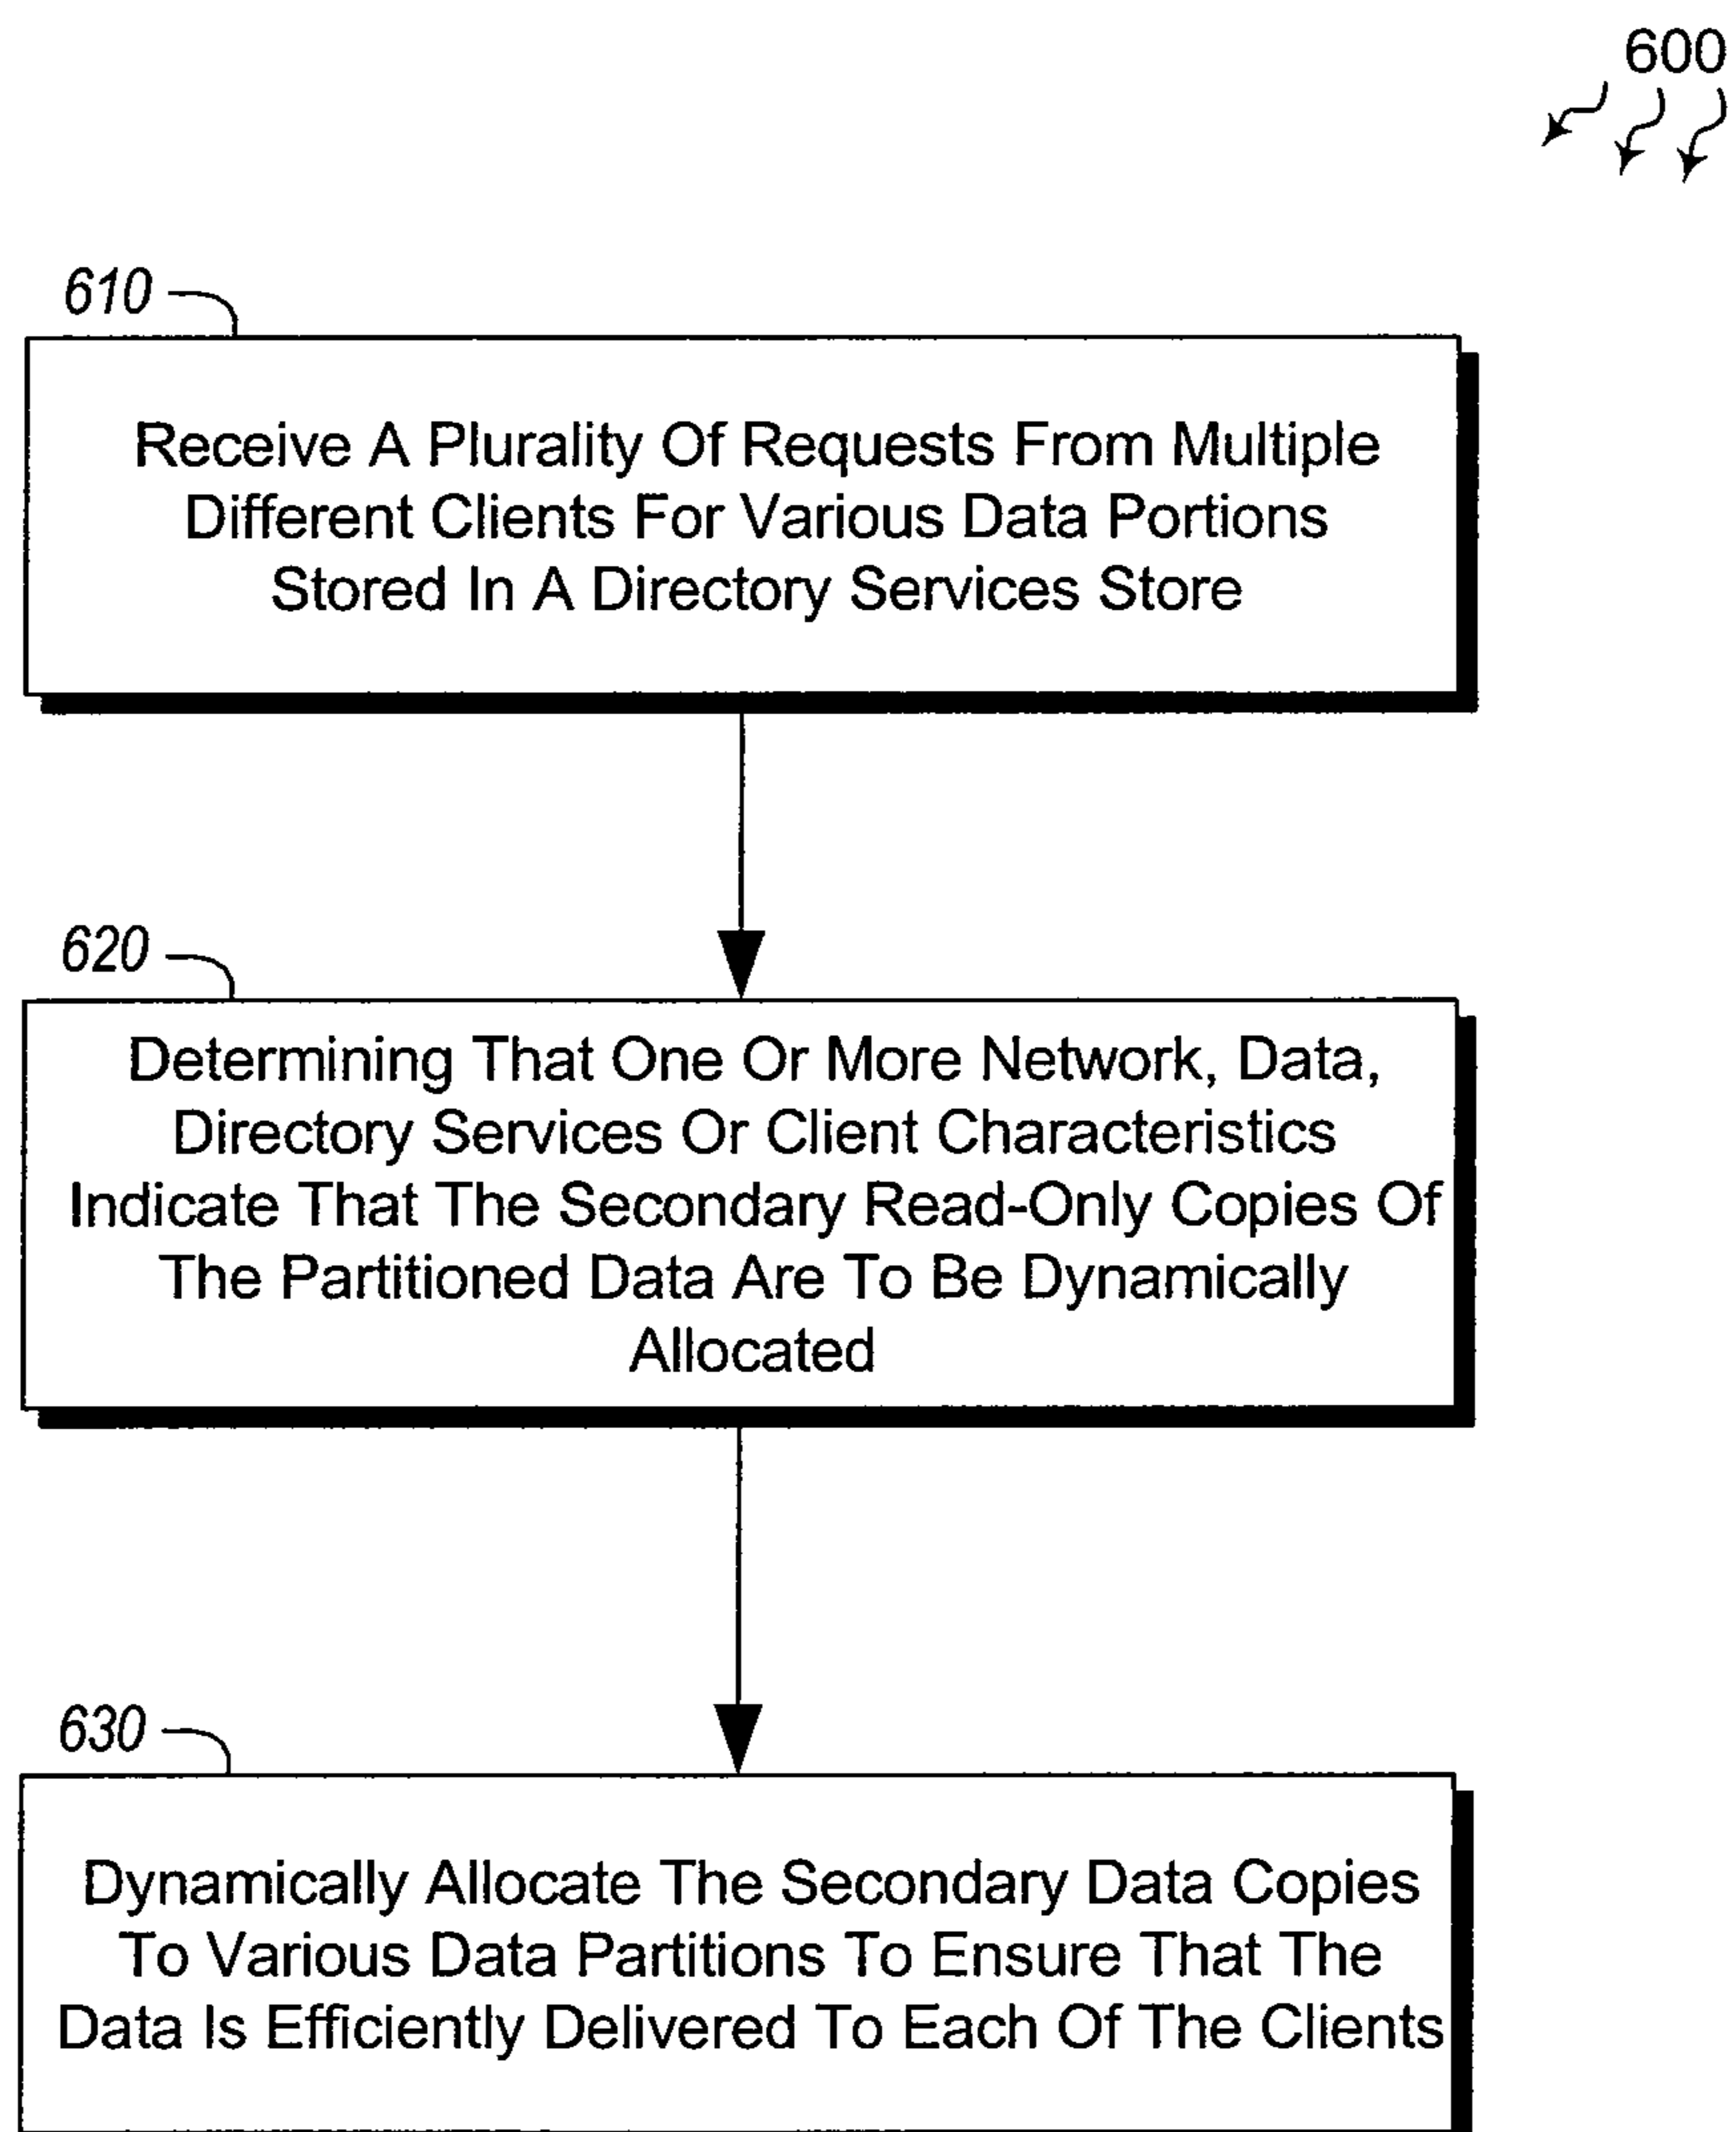 600
610
Receive A Plurality Of Requests From Multiple
Different Clients For Various Data Portions
Stored In A Directory Services Store
620
Determining That One Or More Network, Data,
Directory Services Or Client Characteristics
Indicate That The Secondary Read-Only Copies Of
The Partitioned Data Are To Be Dynamically
Allocated
630
Dynamically Allocate The Secondary Data Copies
To Various Data Partitions To Ensure That The
Data Is Efficiently Delivered To Each Of The Clients